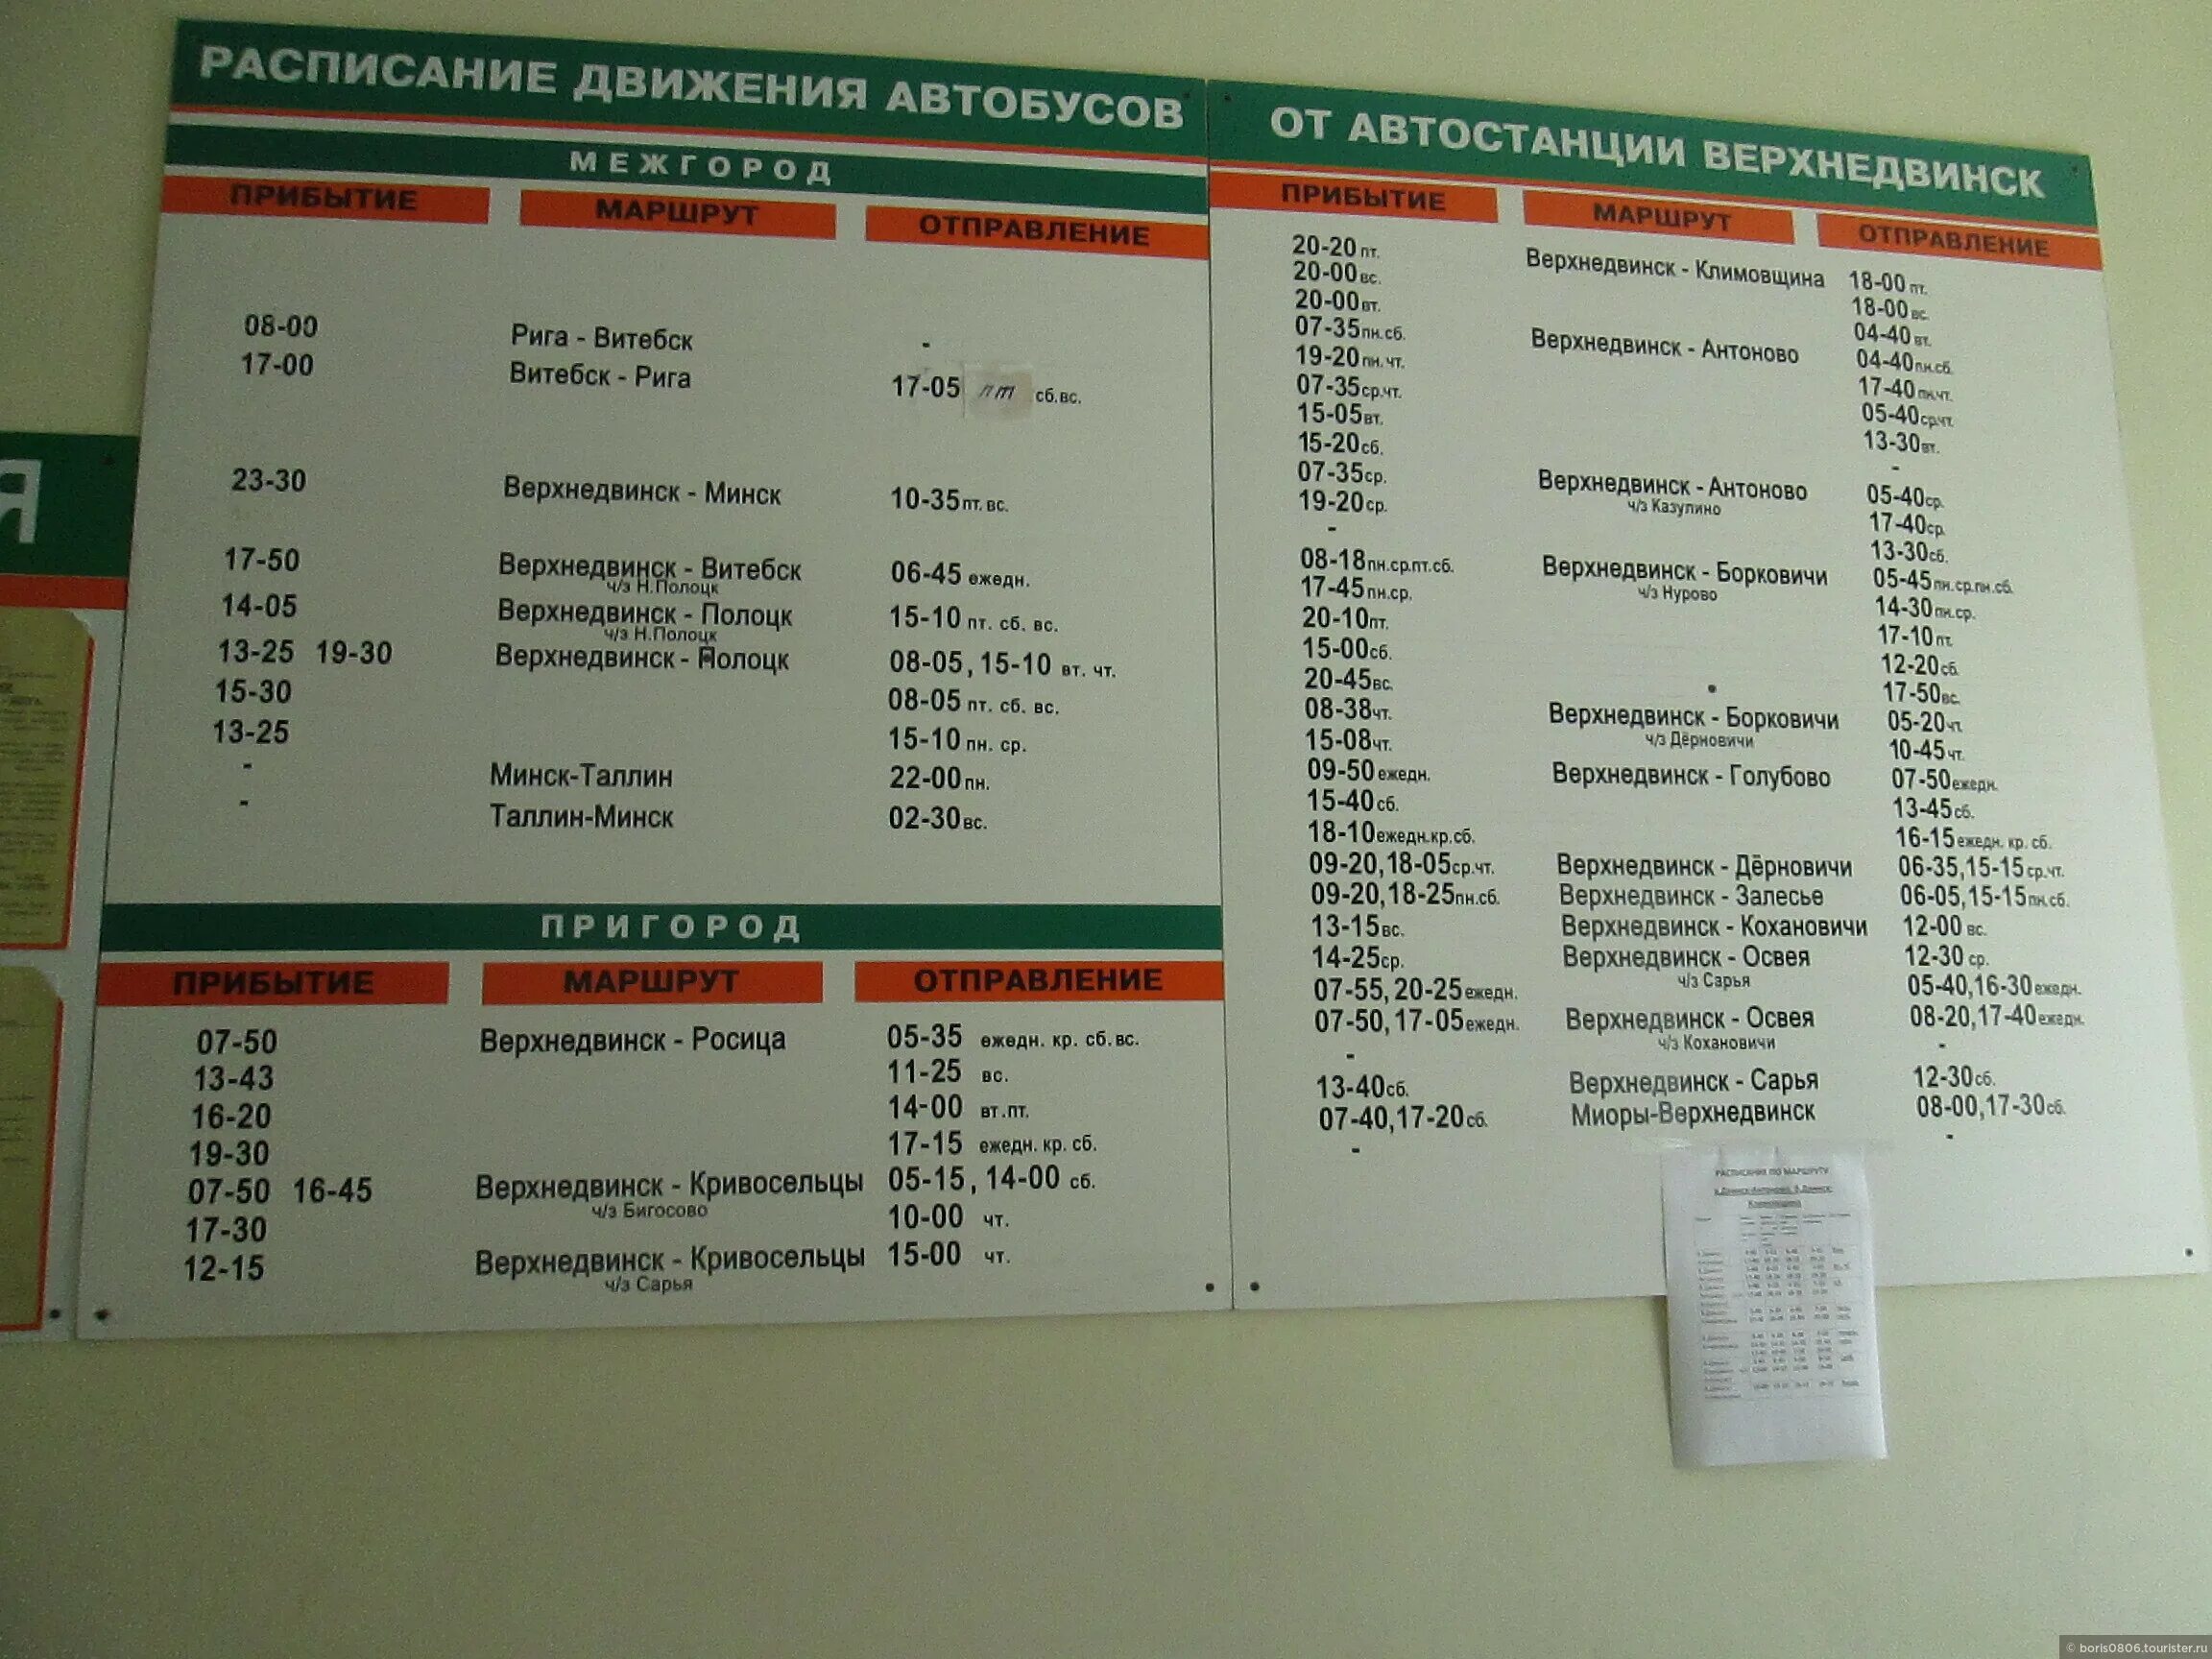 РАСПИСАНИЕ ДВИЖЕНИЯ АВТОБУСОВ
МЕЖГОРОД
ПРИБЫТИЕ МАРШРУТ ОТПРАВЛЕНИЕ
08-00 Рига - Витебск -
17-00 Витебск - Рига 17-05 пт сб.вс.
23-30 Верхнедвинск - Минск 10-35 пт. вс.
17-50 Верхнедвинск - Витебск 06-45 ежедн.
ч/з Н.Полоцк
14-05 Верхнедвинск - Полоцк 15-10 пт. сб. вс.
ч/з Н.Полоцк
13-25 19-30 Верхнедвинск - Полоцк 08-05, 15-10 вт. чт.
15-30 08-05 пт. сб. вс.
13-25 15-10 пн. ср.
- Минск-Таллин 22-00 пн.
- Таллин-Минск 02-30 вс.
ПРИГОРОД
ПРИБЫТИЕ МАРШРУТ ОТПРАВЛЕНИЕ
07-50 Верхнедвинск - Росица 05-35 ежедн. кр. сб.вс.
13-43 11-25 вс.
16-20 14-00 вт.пт.
19-30 17-15 ежедн. кр. сб.
07-50 16-45 Верхнедвинск - Кривосельцы 05-15, 14-00 сб.
ч/з Бигосово
17-30 10-00 чт.
12-15 Верхнедвинск - Кривосельцы 15-00 чт.
ч/з Сарья
ОТ АВТОСТАНЦИИ ВЕРХНЕДВИНСК
ПРИБЫТИЕ МАРШРУТ ОТПРАВЛЕНИЕ
20-20 пт. Верхнедвинск - Климовщина 18-00 пт.
20-00 вс. 18-00 вс.
20-00 вт. 04-40 вт.
07-35 пн.сб. Верхнедвинск - Антоново 04-40 пн.сб.
19-20 пн.чт. 17-40 пн.чт.
07-35 ср.чт. 05-40 ср.чт.
15-05 вт. 13-30 вт.
15-20 сб. -
07-35 ср. Верхнедвинск - Антоново 05-40 ср.
ч/з Казулино
19-20 ср. 17-40 ср.
- 13-30 сб.
08-18 пн.ср.пт.сб. Верхнедвинск - Борковичи 05-45 пн.ср.пн.сб.
ч/з Нурово
17-45 пн.ср. 14-30 пн.ср.
20-10 пт. 17-10 пт.
15-00 сб. 12-20 сб.
20-45 вс. 17-50 вс.
08-38 чт. Верхнедвинск - Борковичи 05-20 чт.
ч/з Дёрновичи
15-08 чт. 10-45 чт.
09-50 ежедн. Верхнедвинск - Голубово 07-50 ежедн.
15-40 сб. 13-45 сб.
18-10 ежедн.кр.сб. 16-15 ежедн. кр. сб.
09-20,18-05 ср.чт. Верхнедвинск - Дёрновичи 06-35,15-15 ср.чт.
09-20,18-25 пн.сб. Верхнедвинск - Залесье 06-05,15-15 пн.сб.
13-15 вс. Верхнедвинск - Кохановичи 12-00 вс.
14-25 ср. Верхнедвинск - Освея 12-30 ср.
ч/з Сарья
07-55, 20-25 ежедн. 05-40,16-30 ежедн.
07-50,17-05 ежедн. Верхнедвинск - Освея 08-20,17-40 ежедн.
ч/з Кохановичи
- -
13-40 сб. Верхнедвинск - Сарья 12-30 сб.
07-40,17-20 сб. Миоры-Верхнедвинск 08-00,17-30 сб.
- -
РАСПИСАНИЕ ПО МАРШРУТУ
Я
© boris0806.tourister.ru